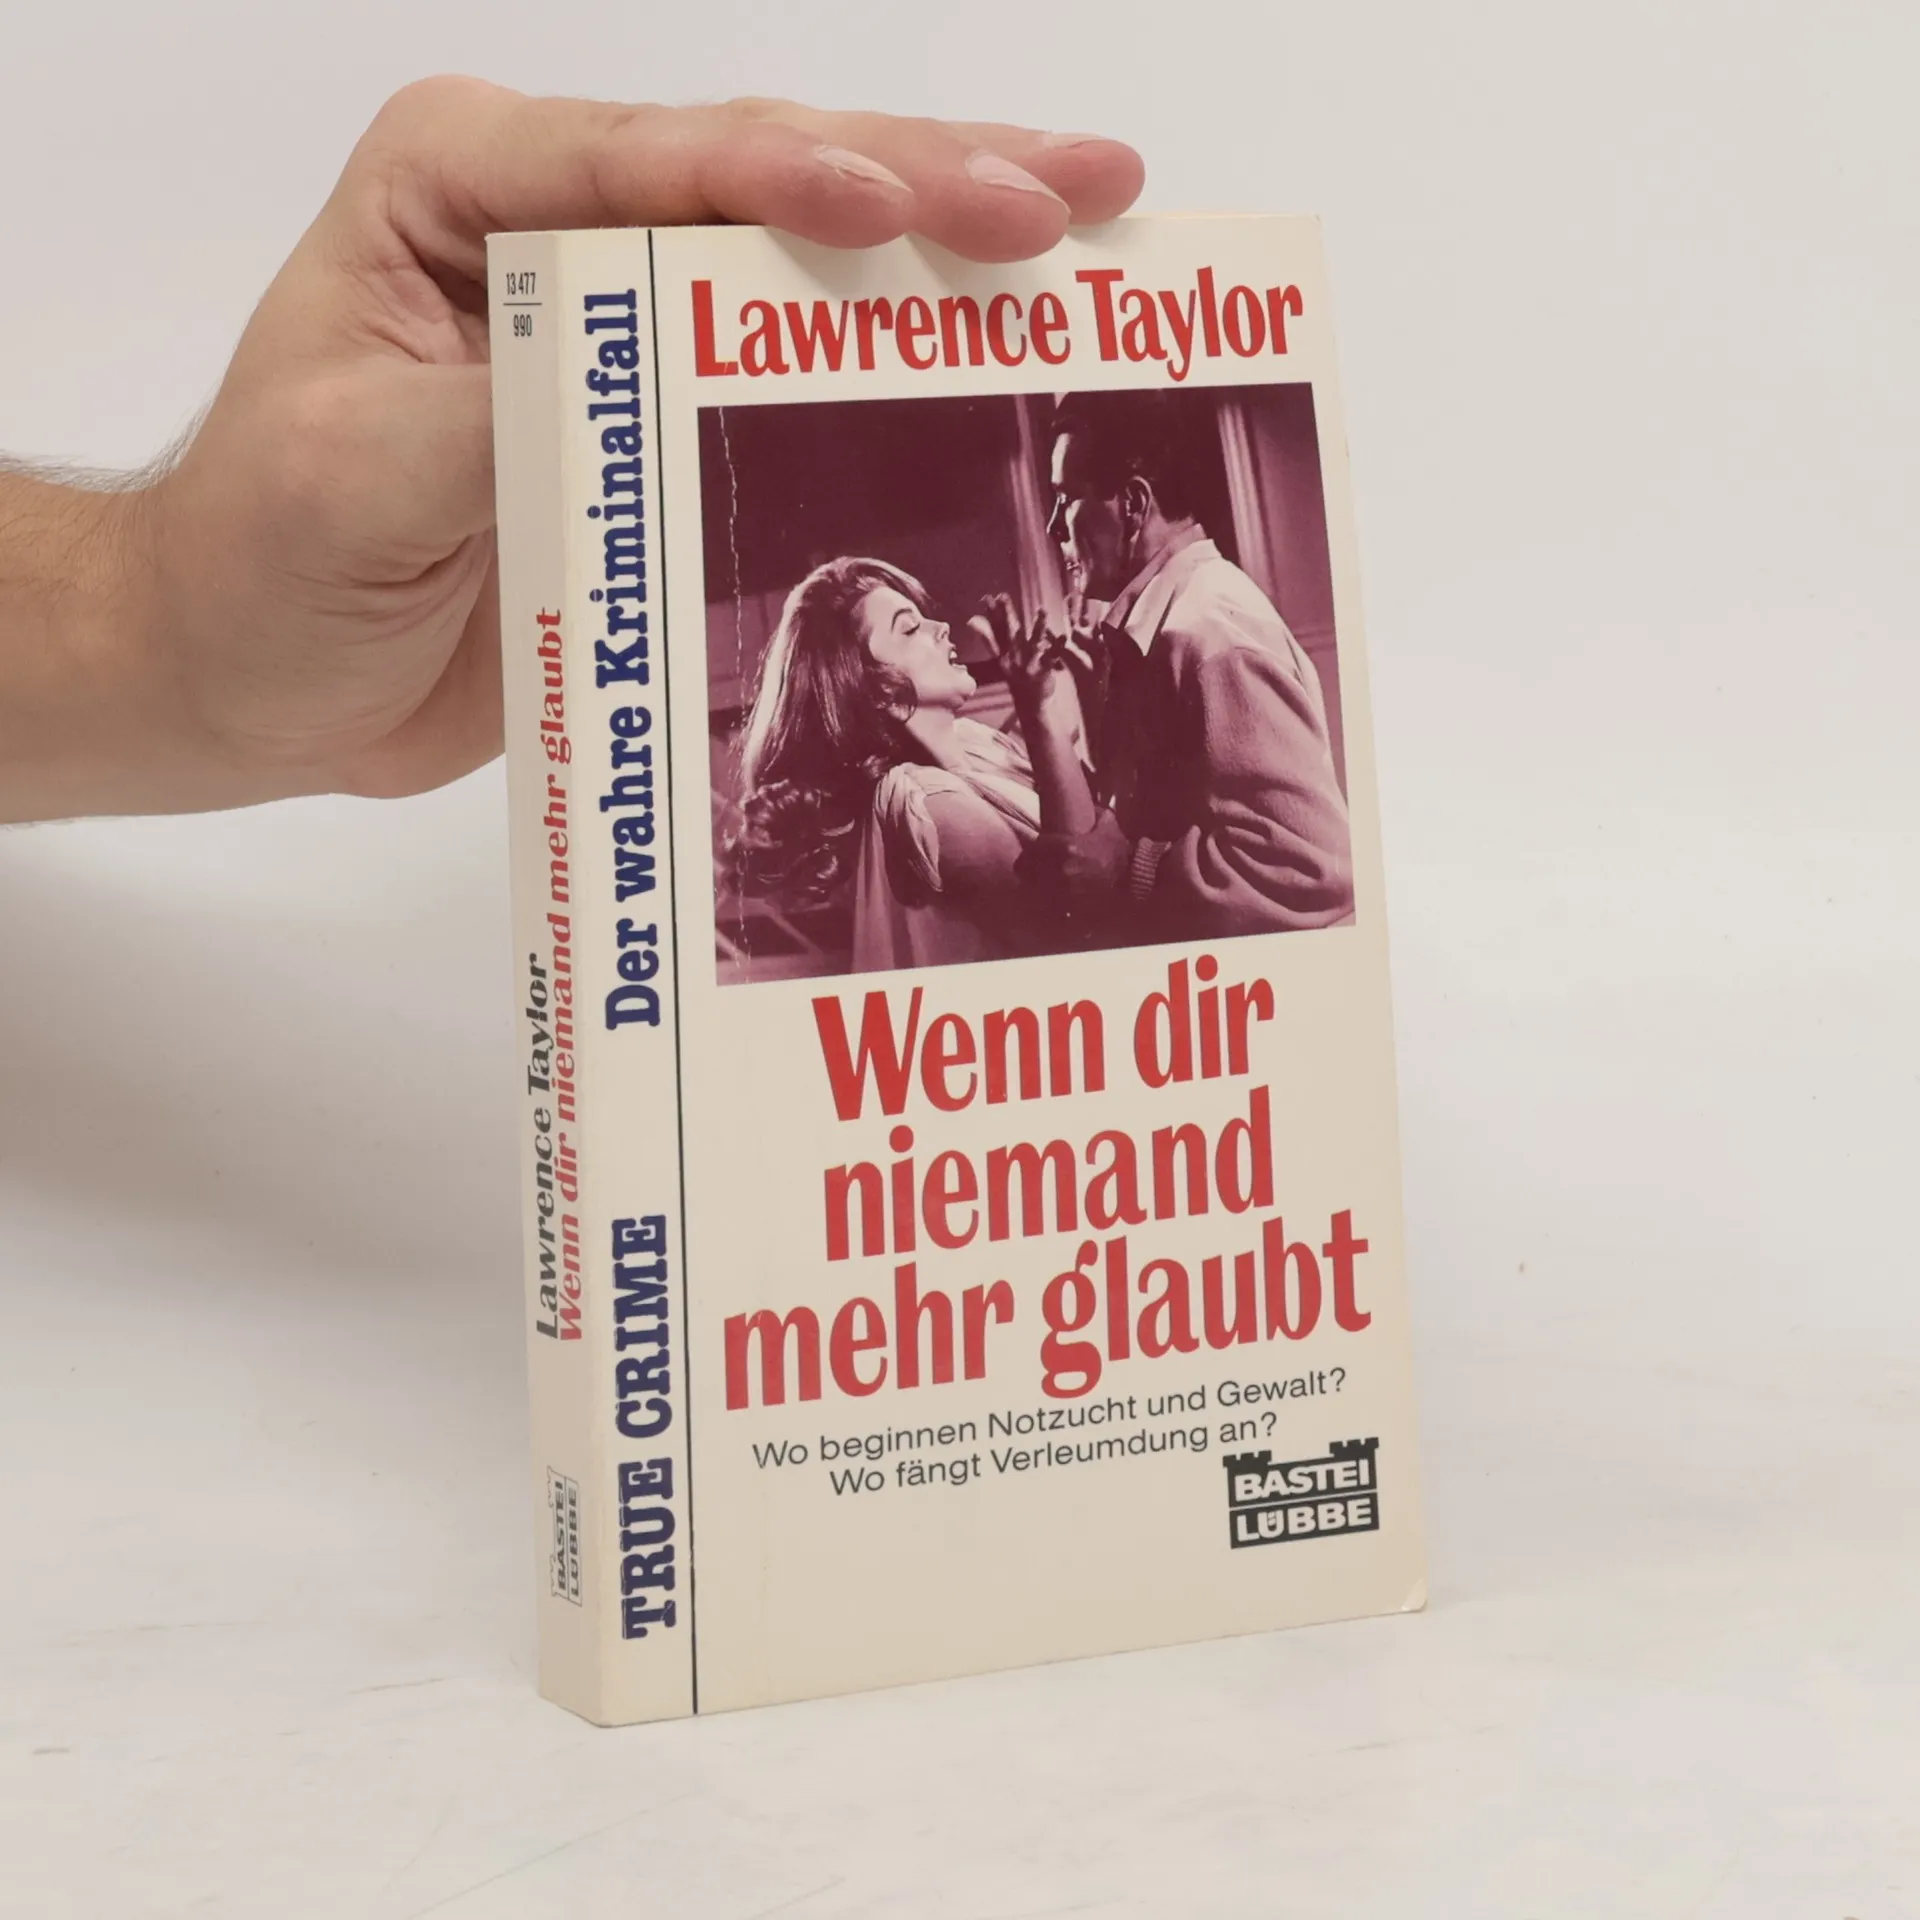 13 477
990
Lawrence Taylor
Wenn dir niemand mehr glaubt
BASTEI
LÜBBE
TRUE CRIME Der wahre Kriminalfall
Lawrence Taylor
Wenn dir
niemand
mehr glaubt
Wo beginnen Notzucht und Gewalt?
Wo fängt Verleumdung an?
BASTEI
LÜBBE